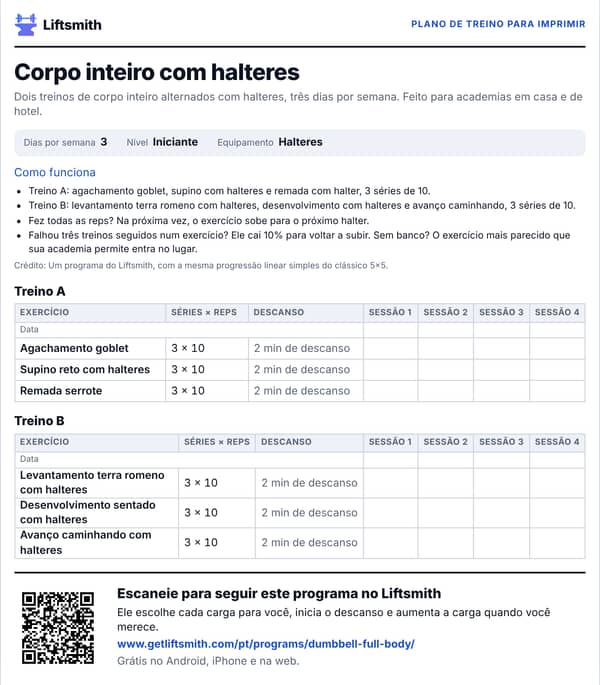 Liftsmith
PLANO DE TREINO PARA IMPRIMIR
Corpo inteiro com halteres
Dois treinos de corpo inteiro alternados com halteres, três dias por semana. Feito para academias em casa e de
hotel.
Dias por semana 3 Nível Iniciante Equipamento Halteres
Como funciona
• Treino A: agachamento goblet, supino com halteres e remada com halter, 3 séries de 10.
• Treino B: levantamento terra romeno com halteres, desenvolvimento com halteres e avanço caminhando, 3 séries de 10.
• Fez todas as reps? Na próxima vez, o exercício sobe para o próximo halter.
• Falhou três treinos seguidos num exercício? Ele cai 10% para voltar a subir. Sem banco? O exercício mais parecido que
sua academia permite entra no lugar.
Crédito: Um programa do Liftsmith, com a mesma progressão linear simples do clássico 5×5.
Treino A
EXERCÍCIO SÉRIES × REPS DESCANSO SESSÃO 1 SESSÃO 2 SESSÃO 3 SESSÃO 4
Data
Agachamento goblet 3 × 10 2 min de descanso
Supino reto com halteres 3 × 10 2 min de descanso
Remada serrote 3 × 10 2 min de descanso
Treino B
EXERCÍCIO SÉRIES × REPS DESCANSO SESSÃO 1 SESSÃO 2 SESSÃO 3 SESSÃO 4
Data
Levantamento terra romeno
com halteres 3 × 10 2 min de descanso
Desenvolvimento sentado
com halteres 3 × 10 2 min de descanso
Avanço caminhando com
halteres 3 × 10 2 min de descanso
Escaneie para seguir este programa no Liftsmith
Ele escolhe cada carga para você, inicia o descanso e aumenta a carga quando você
merece.
www.getliftsmith.com/pt/programs/dumbbell-full-body/
Grátis no Android, iPhone e na web.